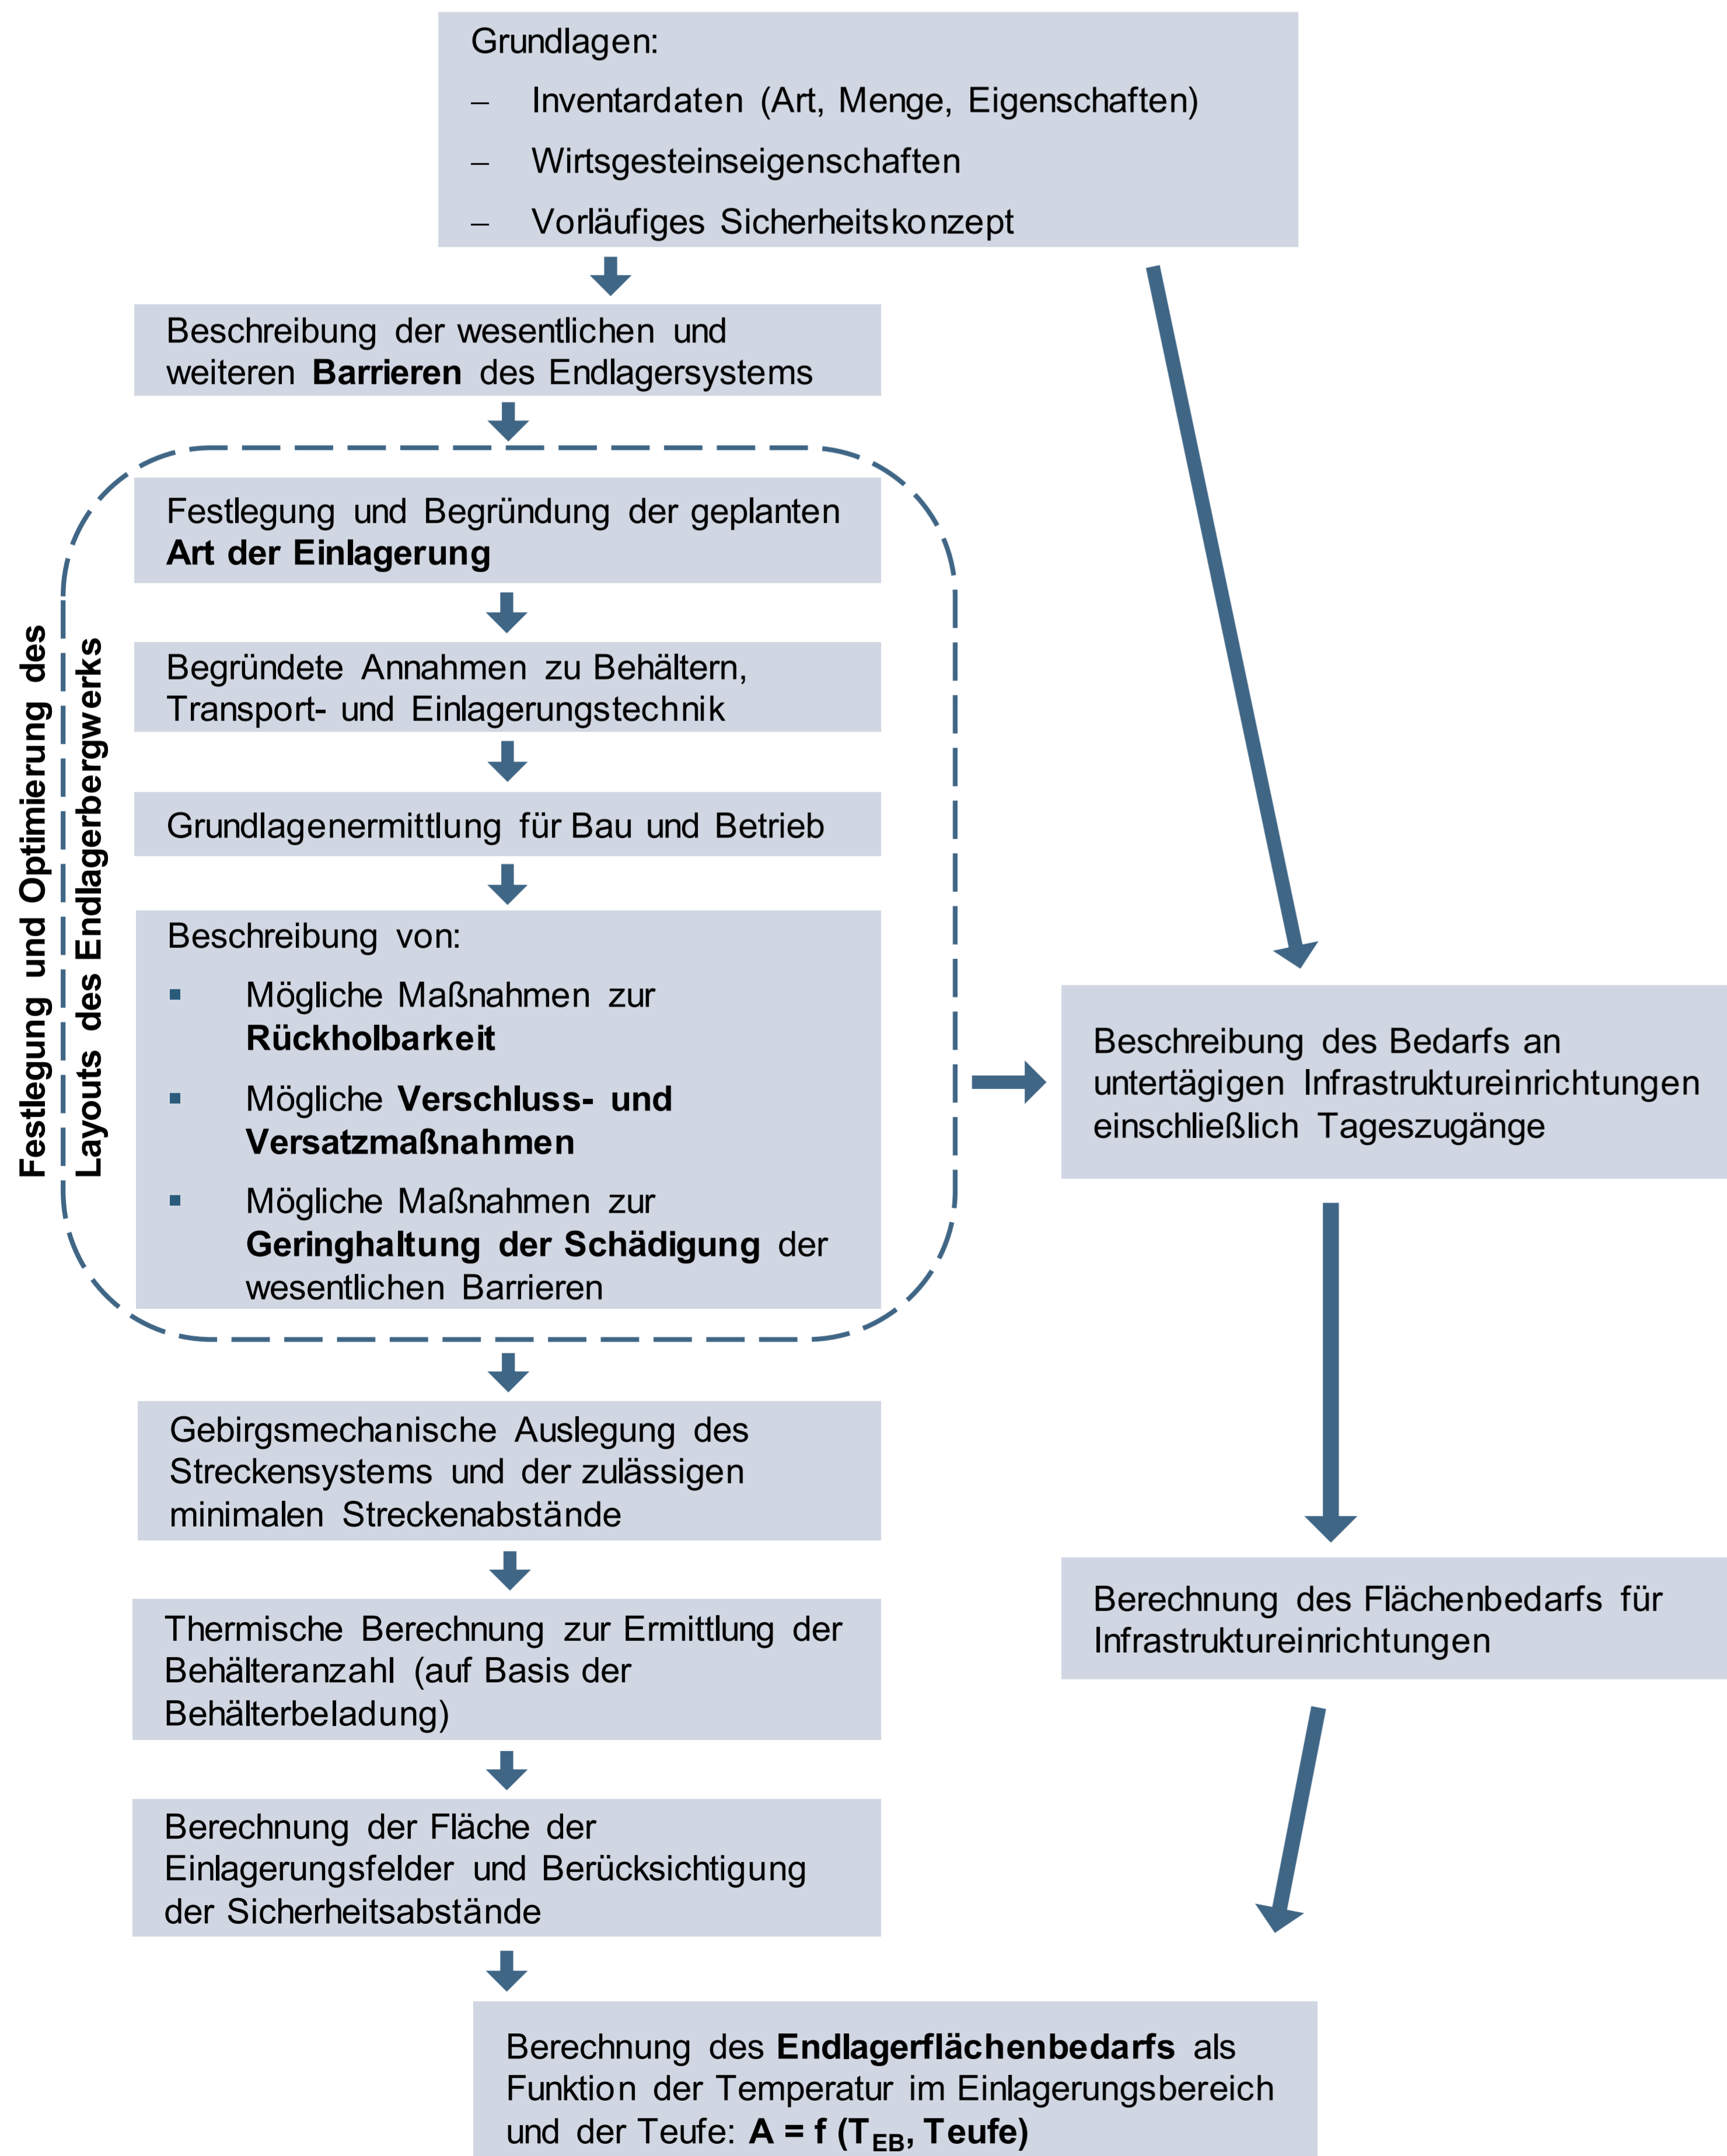 Grundlagen:
– Inventardaten (Art, Menge, Eigenschaften)
– Wirtsgesteinseigenschaften
– Vorläufiges Sicherheitskonzept
Beschreibung der wesentlichen und
weiteren Barrieren des Endlagersystems
Festlegung und Optimierung des
Layouts des Endlagerbergwerks
Festlegung und Begründung der geplanten
Art der Einlagerung
Begründete Annahmen zu Behältern,
Transport- und Einlagerungstechnik
Grundlagenermittlung für Bau und Betrieb
Beschreibung von:
▪ Mögliche Maßnahmen zur
Rückholbarkeit
▪ Mögliche Verschluss- und
Versatzmaßnahmen
▪ Mögliche Maßnahmen zur
Geringhaltung der Schädigung der
wesentlichen Barrieren
Beschreibung des Bedarfs an
untertägigen Infrastruktureinrichtungen
einschließlich Tageszugänge
Gebirgsmechanische Auslegung des
Streckensystems und der zulässigen
minimalen Streckenabstände
Thermische Berechnung zur Ermittlung der
Behälteranzahl (auf Basis der
Behälterbeladung)
Berechnung des Flächenbedarfs für
Infrastruktureinrichtungen
Berechnung der Fläche der
Einlagerungsfelder und Berücksichtigung
der Sicherheitsabstände
Berechnung des Endlagerflächenbedarfs als
Funktion der Temperatur im Einlagerungsbereich
und der Teufe: A = f (T_EB, Teufe)